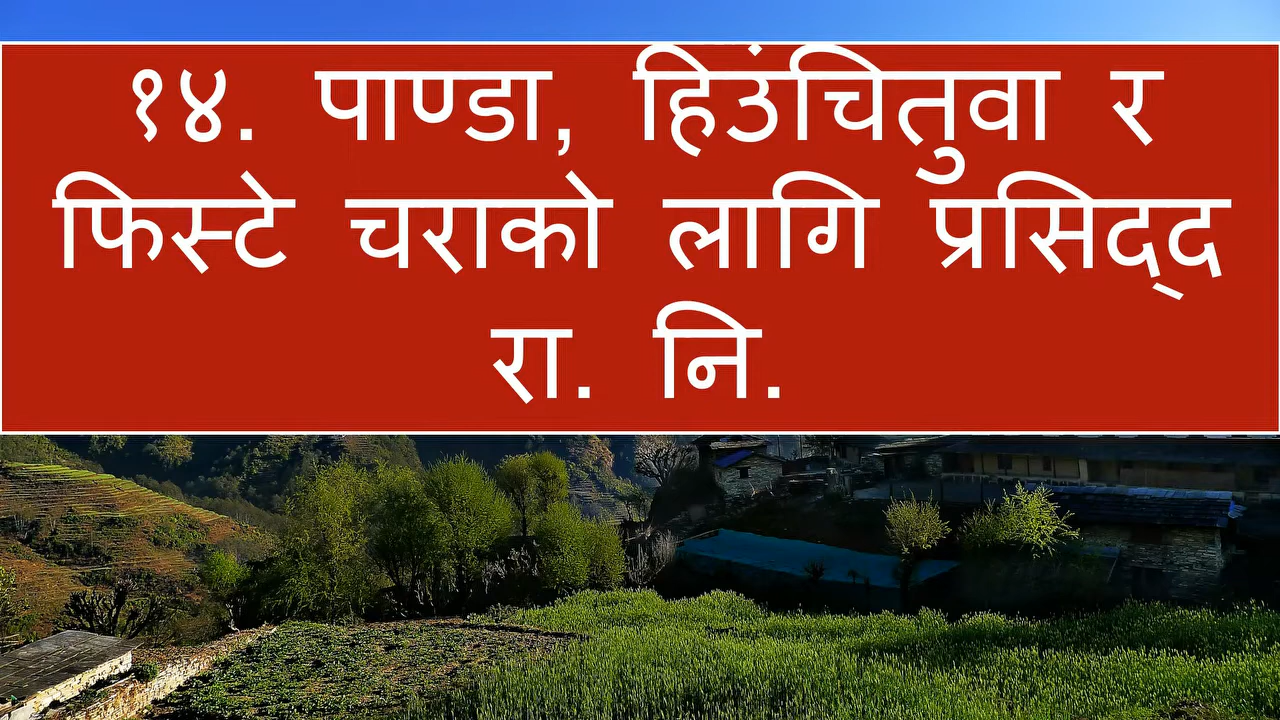 १४. पाण्डा, हिउंचितुवा र
फिस्टे चराको लागि प्रसिद्द
रा. नि.